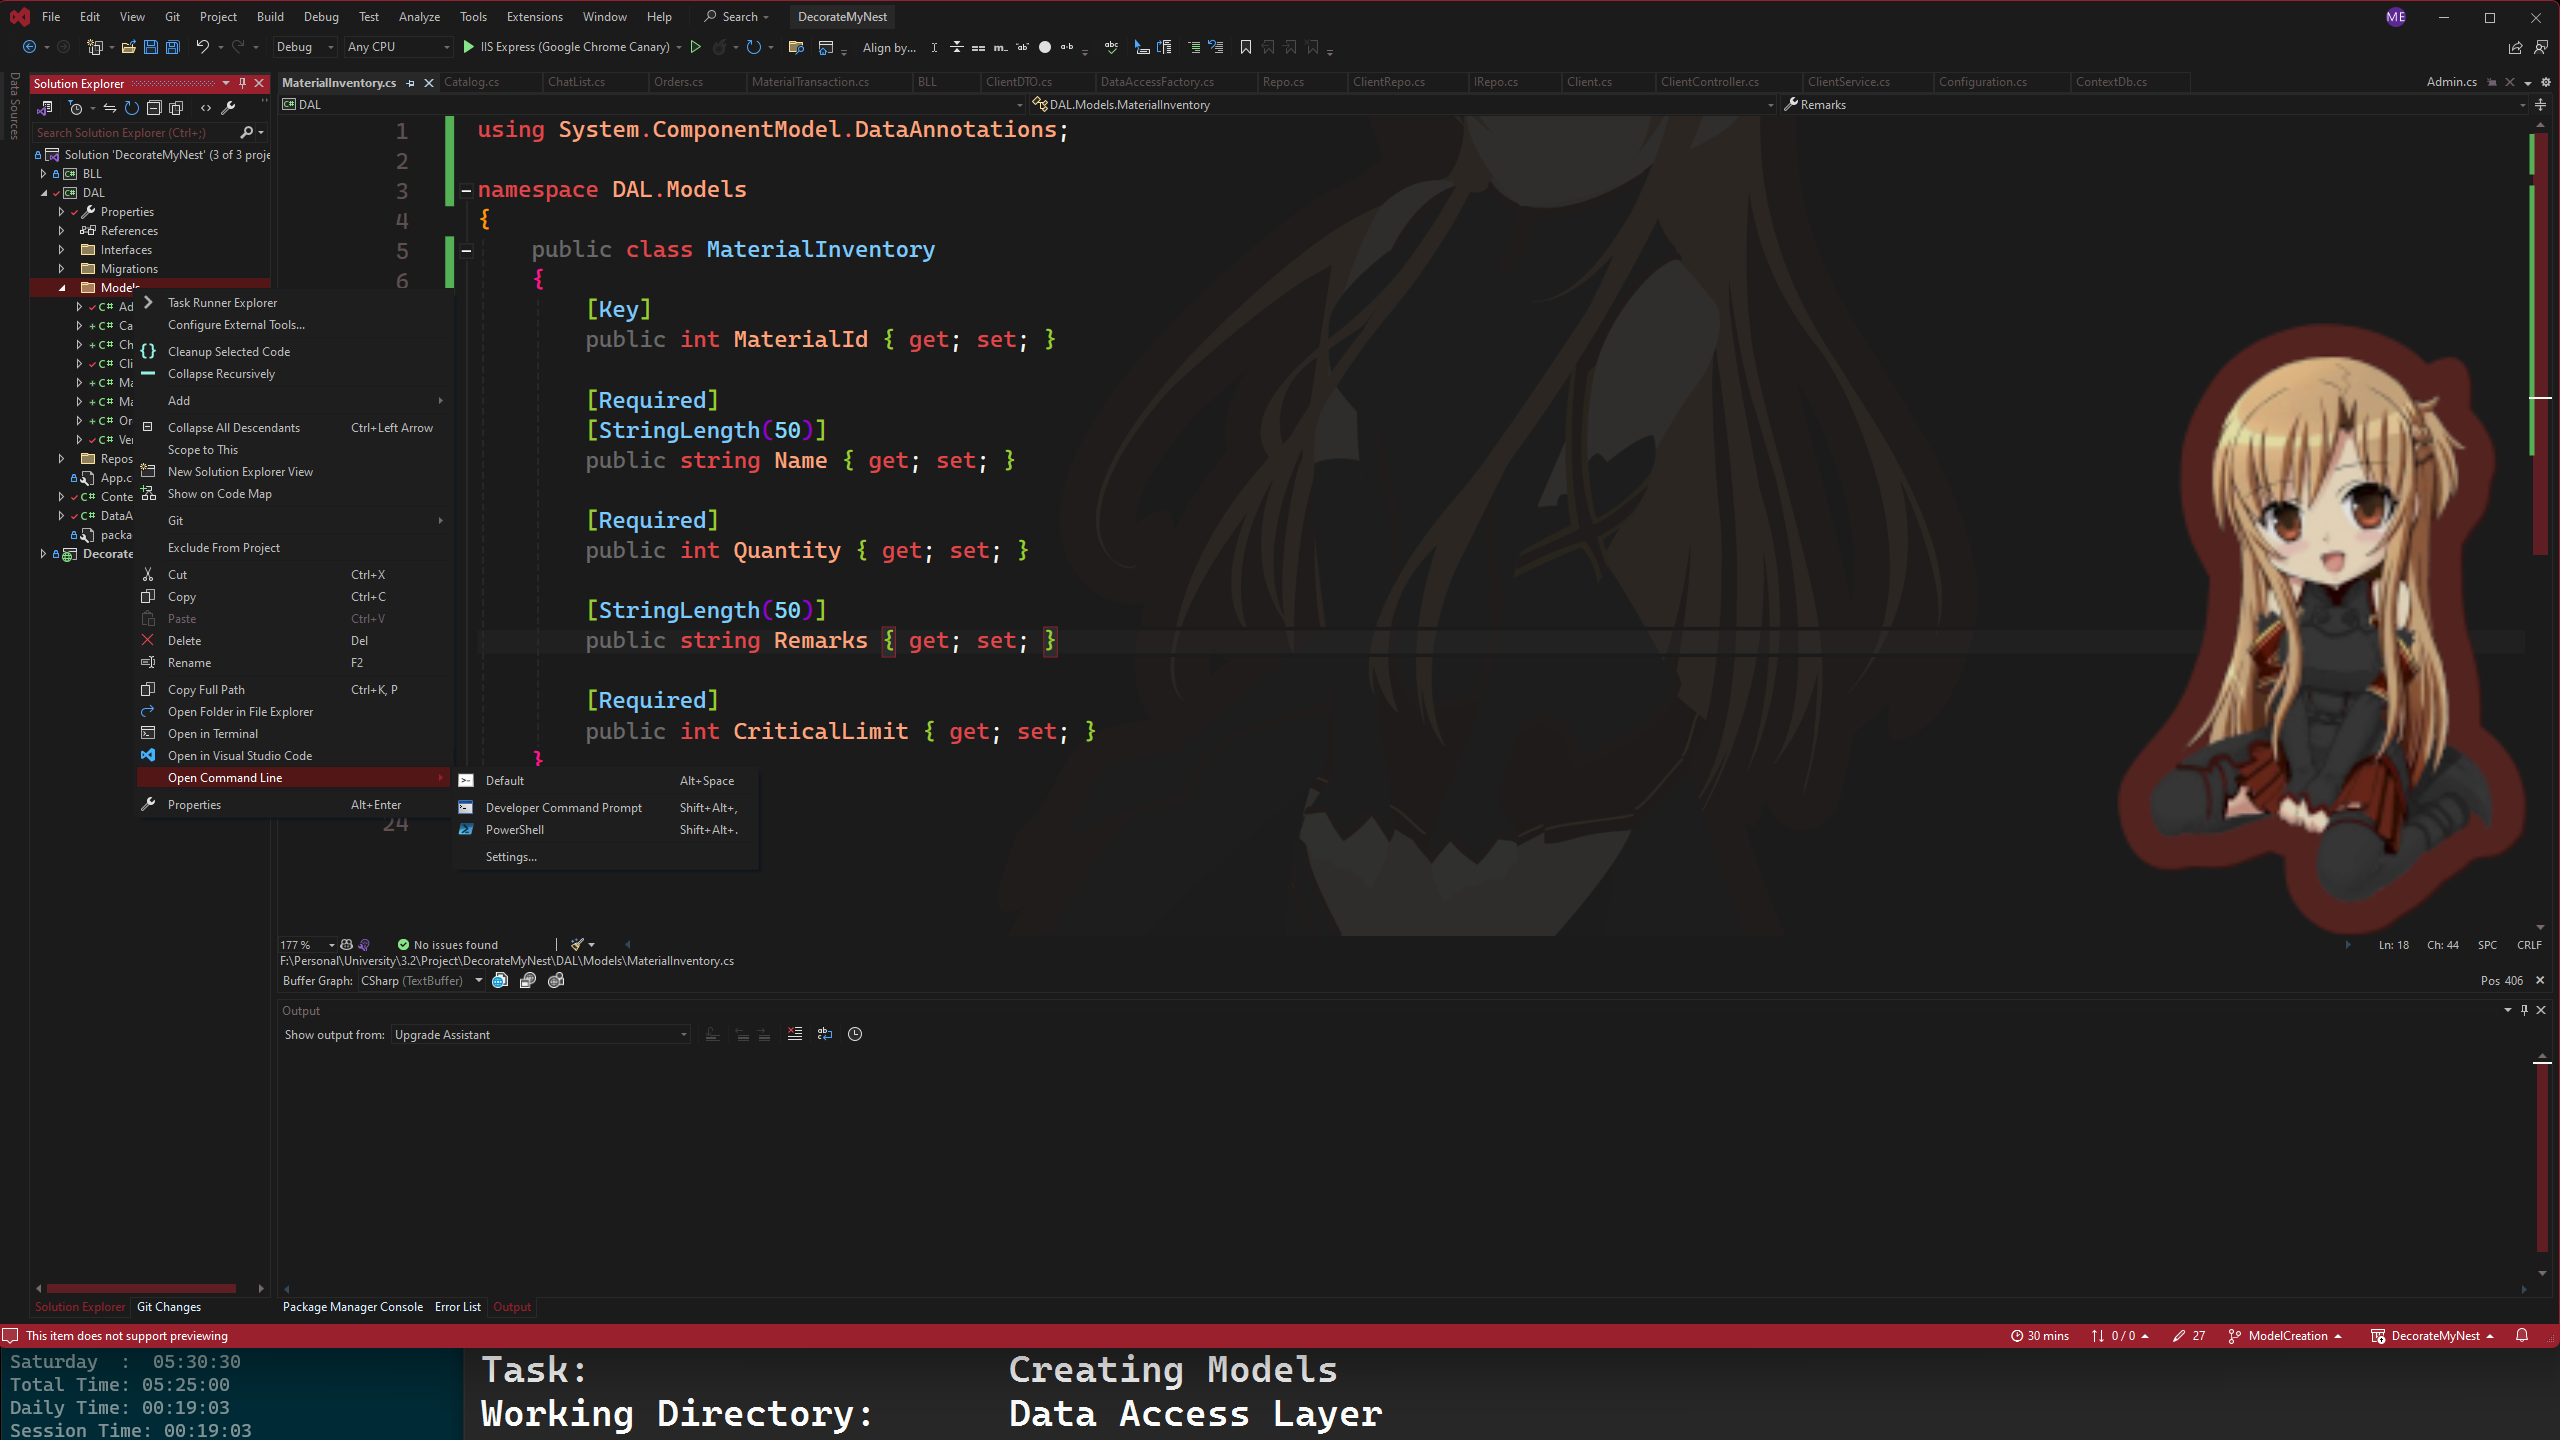 File Edit View Git Project Build Debug Test Analyze Tools Extensions Window Help Search DecorateMyNest ME
Debug Any CPU IIS Express (Google Chrome Canary) Align by...
Data Sources
Solution Explorer
MaterialInventory.cs Catalog.cs ChatList.cs Orders.cs MaterialTransaction.cs BLL ClientDTO.cs DataAccessFactory.cs Repo.cs ClientRepo.cs IRepo.cs Client.cs ClientController.cs ClientService.cs Configuration.cs ContextDb.cs Admin.cs
DAL DAL.Models.MaterialInventory Remarks
Search Solution Explorer (Ctrl+;)
Solution 'DecorateMyNest' (3 of 3 proje
BLL
DAL
Properties
References
Interfaces
Migrations
Models
Ad
Ca
Ch
Cli
Ma
Ma
Or
Ver
Repos
App.c
Conte
DataA
packa
Decorate
Task Runner Explorer
Configure External Tools...
Cleanup Selected Code
Collapse Recursively
Add
Collapse All Descendants Ctrl+Left Arrow
Scope to This
New Solution Explorer View
Show on Code Map
Git
Exclude From Project
Cut Ctrl+X
Copy Ctrl+C
Paste Ctrl+V
Delete Del
Rename F2
Copy Full Path Ctrl+K, P
Open Folder in File Explorer
Open in Terminal
Open in Visual Studio Code
Open Command Line
Properties Alt+Enter
Default Alt+Space
Developer Command Prompt Shift+Alt+,
PowerShell Shift+Alt+.
Settings...
1 using System.ComponentModel.DataAnnotations;
2
3 namespace DAL.Models
4 {
5 public class MaterialInventory
6 {
[Key]
public int MaterialId { get; set; }
[Required]
[StringLength(50)]
public string Name { get; set; }
[Required]
public int Quantity { get; set; }
[StringLength(50)]
public string Remarks { get; set; }
[Required]
public int CriticalLimit { get; set; }
}
24
177 % No issues found Ln: 18 Ch: 44 SPC CRLF
F:\Personal\University\3.2\Project\DecorateMyNest\DAL\Models\MaterialInventory.cs
Buffer Graph: CSharp (TextBuffer) Pos 406
Output
Show output from: Upgrade Assistant
Solution Explorer Git Changes Package Manager Console Error List Output
This item does not support previewing 30 mins 0 / 0 27 ModelCreation DecorateMyNest
Saturday : 05:30:30
Total Time: 05:25:00
Daily Time: 00:19:03
Session Time: 00:19:03
Task: Creating Models
Working Directory: Data Access Layer